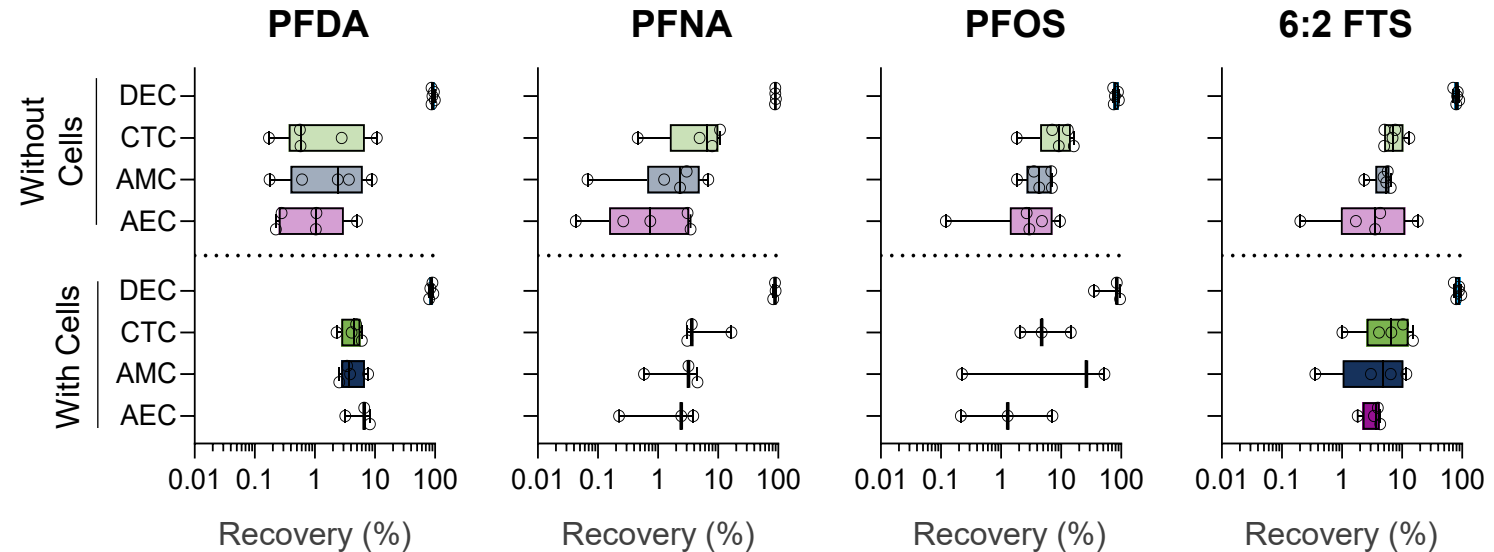 PFDA PFNA PFOS 6:2 FTS
Without
Cells
DEC
CTC
AMC
AEC
With Cells
DEC
CTC
AMC
AEC
0.01 0.1 1 10 100 0.01 0.1 1 10 100 0.01 0.1 1 10 100 0.01 0.1 1 10 100
Recovery (%) Recovery (%) Recovery (%) Recovery (%)